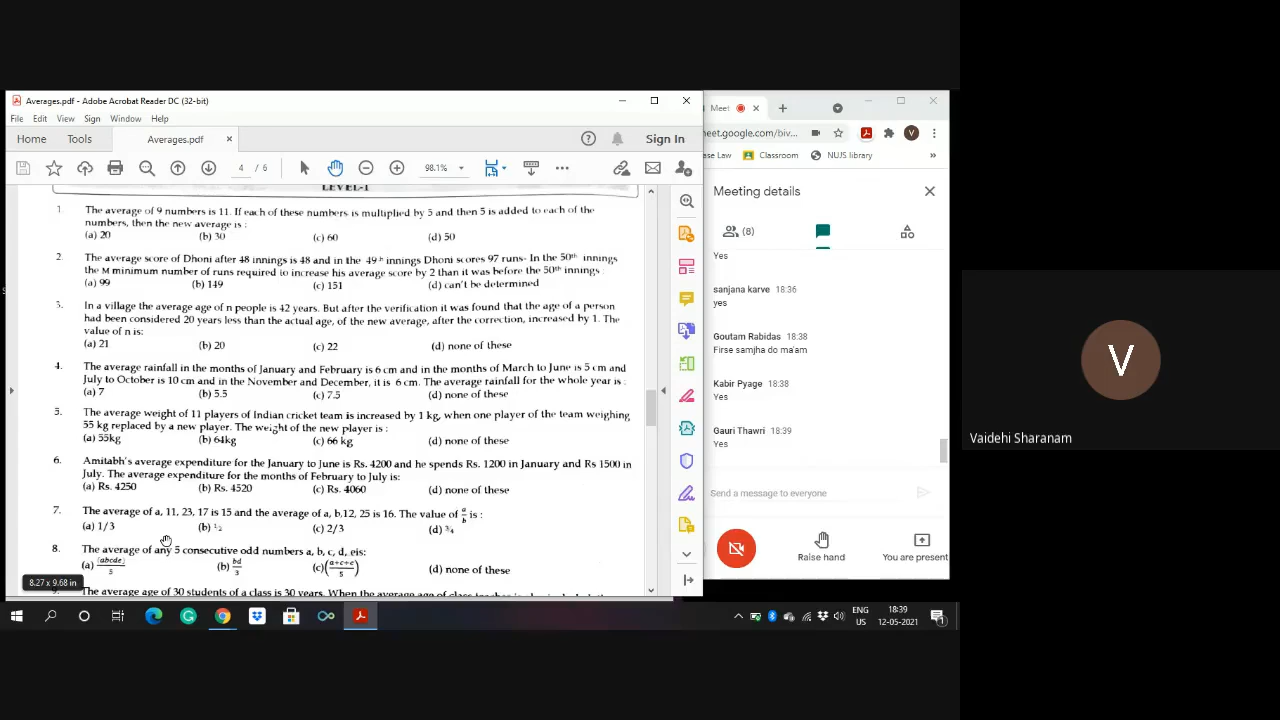 Averages.pdf - Adobe Acrobat Reader DC (32-bit)
File Edit View Sign Window Help
Home Tools Averages.pdf Sign In
4 / 6 98.1%
LEVEL-1
1. The average of 9 numbers is 11. If each of these numbers is multiplied by 5 and then 5 is added to each of the
numbers, then the new average is :
(a) 20 (b) 30 (c) 60 (d) 50
2. The average score of Dhoni after 48 innings is 48 and in the 49th innings Dhoni scores 97 runs- In the 50th innings
the M minimum number of runs required to increase his average score by 2 than it was before the 50th innings :
(a) 99 (b) 149 (c) 151 (d) can't be determined
3. In a village the average age of n people is 42 years. But after the verification it was found that the age of a person
had been considered 20 years less than the actual age, of the new average, after the correction, increased by 1. The
value of n is:
(a) 21 (b) 20 (c) 22 (d) none of these
4. The average rainfall in the months of January and February is 6 cm and in the months of March to June is 5 cm and
July to October is 10 cm and in the November and December, it is 6 cm. The average rainfall for the whole year is :
(a) 7 (b) 5.5 (c) 7.5 (d) none of these
5. The average weight of 11 players of Indian cricket team is increased by 1 kg, when one player of the team weighing
55 kg replaced by a new player. The weight of the new player is :
(a) 55kg (b) 64kg (c) 66 kg (d) none of these
6. Amitabh's average expenditure for the January to June is Rs. 4200 and he spends Rs. 1200 in January and Rs 1500 in
July. The average expenditure for the months of February to July is:
(a) Rs. 4250 (b) Rs. 4520 (c) Rs. 4060 (d) none of these
7. The average of a, 11, 23, 17 is 15 and the average of a, b.12, 25 is 16. The value of a/b is :
(a) 1/3 (b) ½ (c) 2/3 (d) ¾
8. The average of any 5 consecutive odd numbers a, b, c, d, eis:
(a) (abcde)/5 (b) bd/3 (c) (a+c+e/5) (d) none of these
8.27 x 9.68 in
The average age of 30 students of a class is 30 years. When the average age of class
Meet
meet.google.com/biv...
ase Law Classroom NUJS library »
Meeting details
(8)
Yes
sanjana karve 18:36
yes
Goutam Rabidas 18:38
Firse samjha do ma'am
Kabir Pyage 18:38
Yes
Gauri Thawri 18:39
Yes
Send a message to everyone
Raise hand You are present
V
Vaidehi Sharanam
ENG
US
18:39
12-05-2021